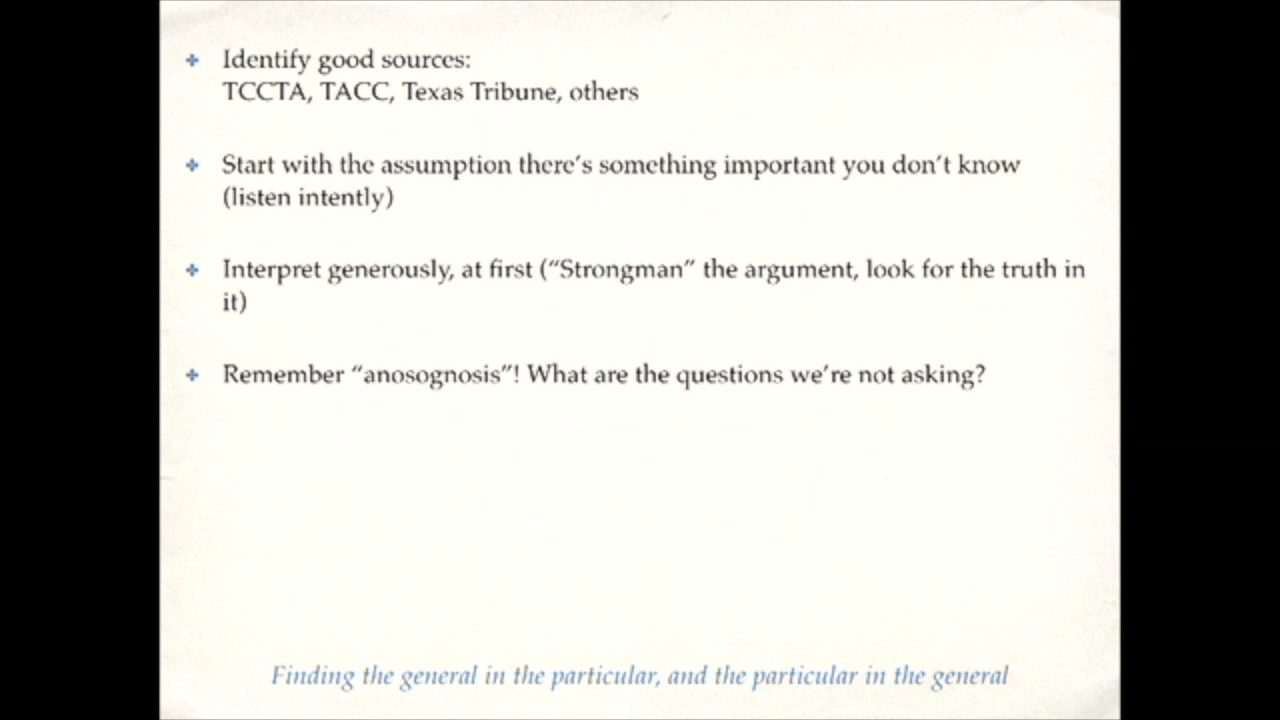 Identify good sources:
TCCTA, TACC, Texas Tribune, others
Start with the assumption there's something important you don't know
(listen intently)
Interpret generously, at first (“Strongman” the argument, look for the truth in
it)
Remember “anosognosis”! What are the questions we're not asking?
Finding the general in the particular, and the particular in the general